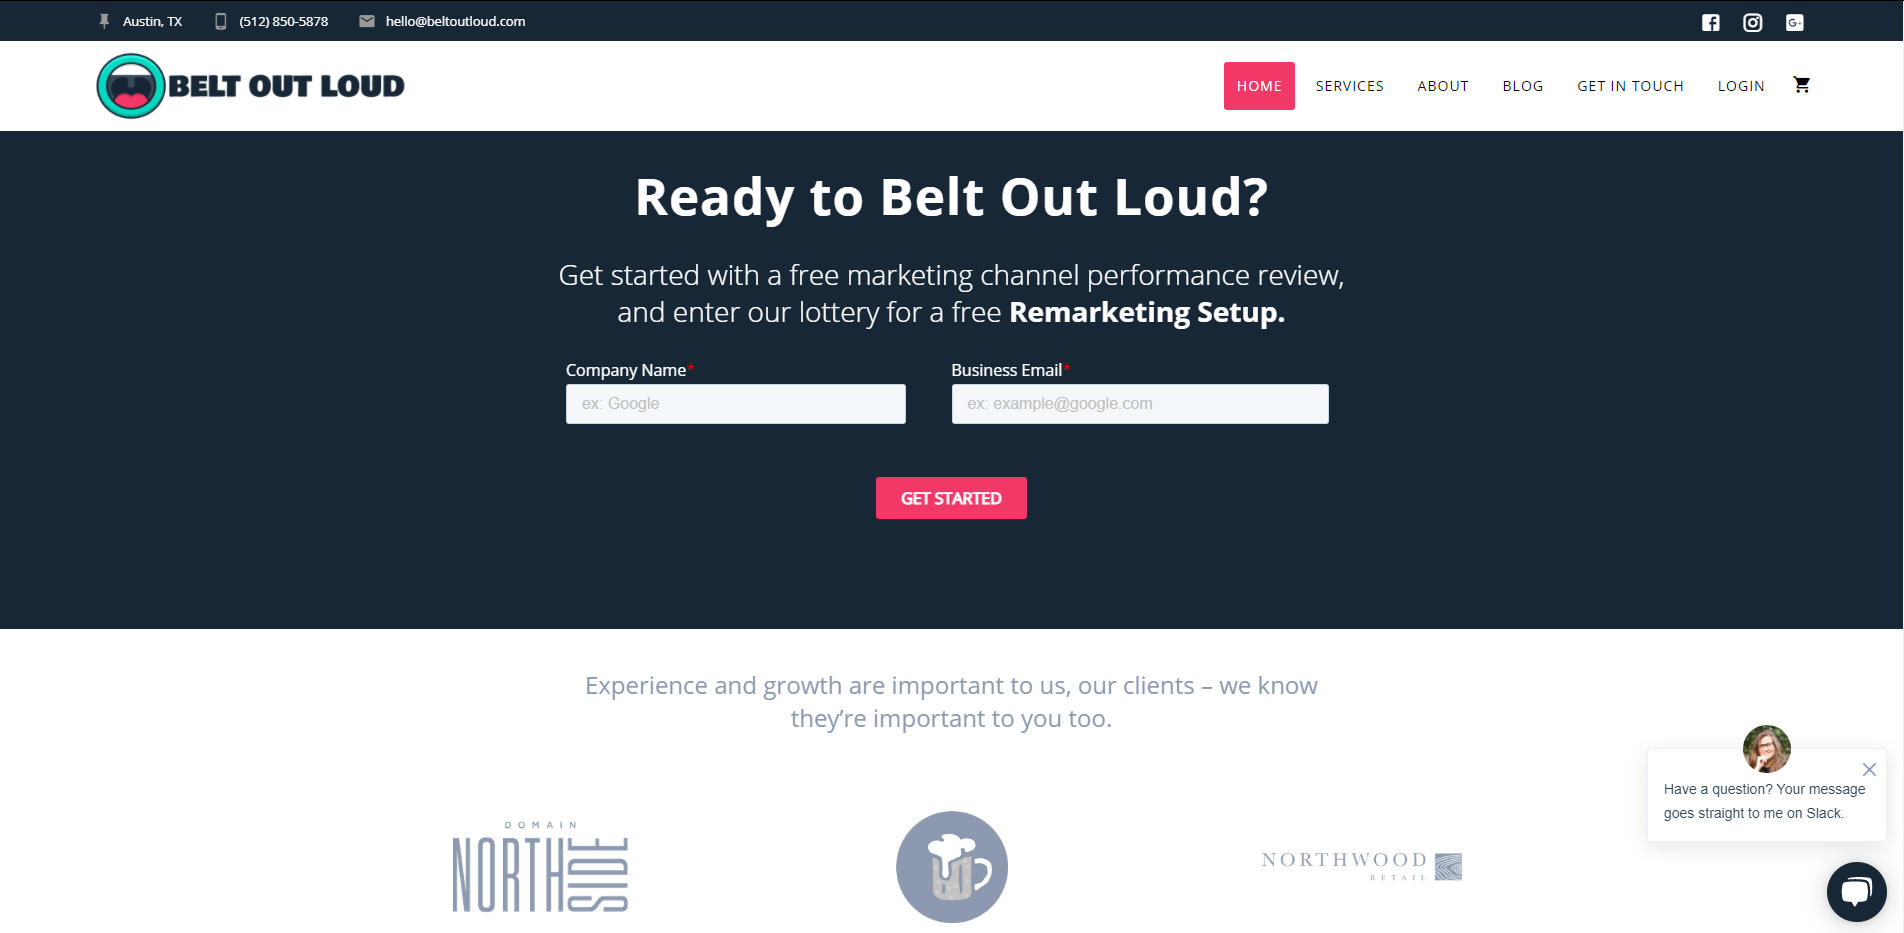 Austin, TX
(512) 850-5878
hello@beltoutloud.com
G+
BELT OUT LOUD
HOME
SERVICES
ABOUT
BLOG
GET IN TOUCH
LOGIN
Ready to Belt Out Loud?
Get started with a free marketing channel performance review,
and enter our lottery for a free Remarketing Setup.
Company Name*
Business Email*
ex: Google
ex: example@google.com
GET STARTED
Experience and growth are important to us, our clients – we know
they’re important to you too.
Have a question? Your message
goes straight to me on Slack.
DOMAIN
NORTH
SIDE
NORTHWOOD
RETAIL